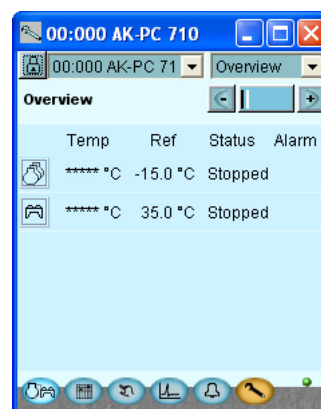 00:000 AK-PC 710
00:000 AK-PC 71 Overview
Overview
Temp Ref Status Alarm
***** °C -15.0 °C Stopped
***** °C 35.0 °C Stopped